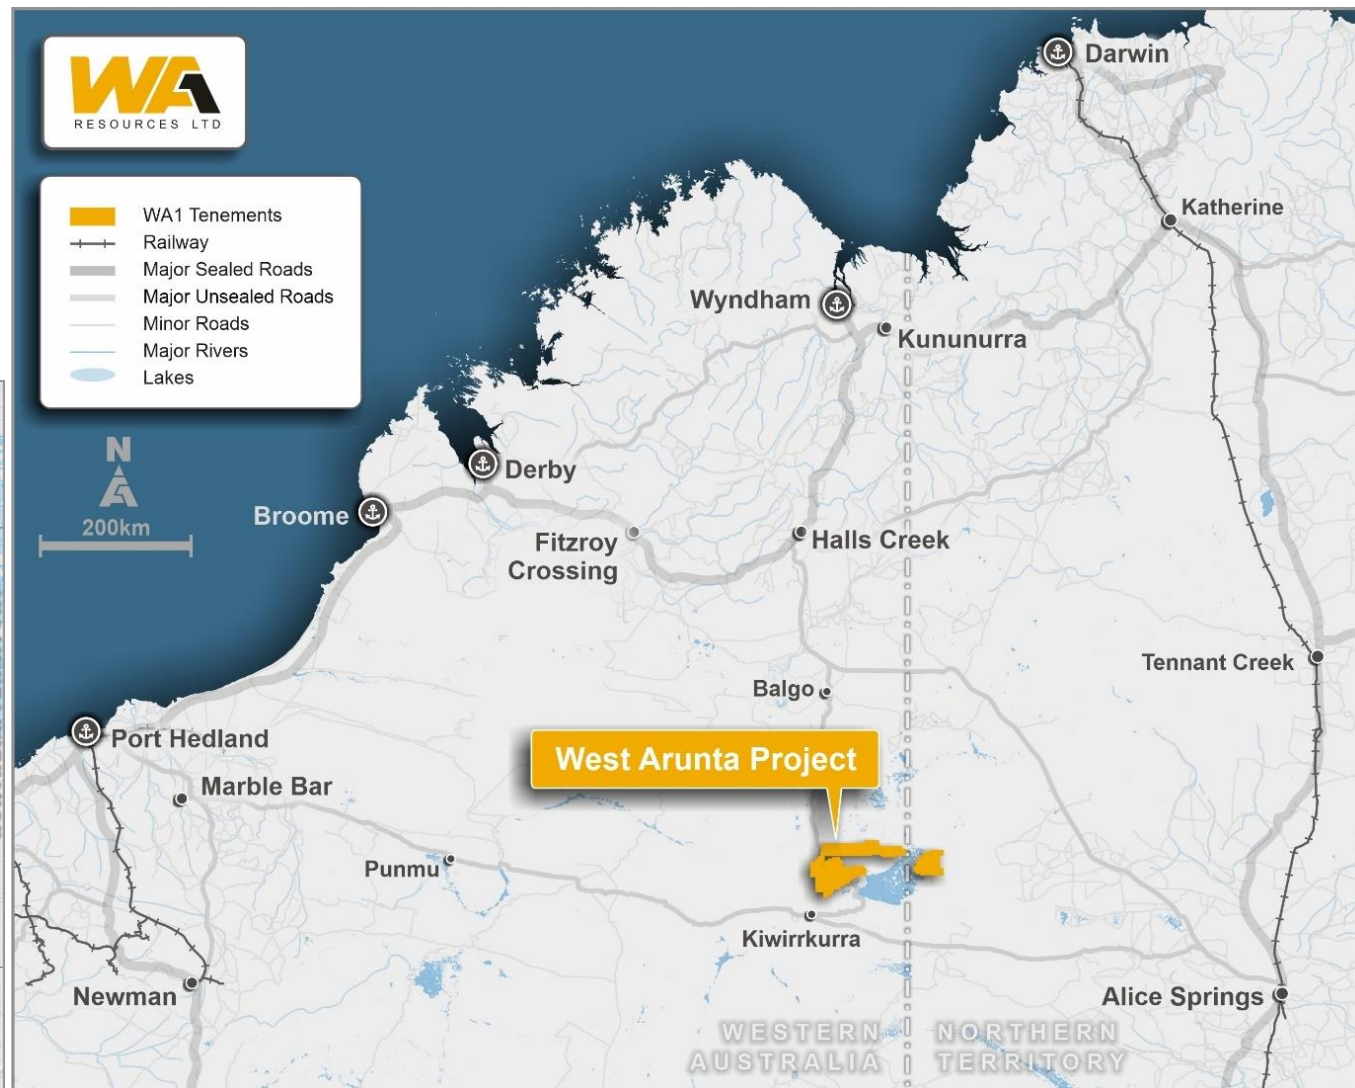 WA1
RESOURCES LTD
WA1 Tenements
Railway
Major Sealed Roads
Major Unsealed Roads
Minor Roads
Major Rivers
Lakes
N
200km
Darwin
Katherine
Wyndham
Kununurra
Derby
Broome
Fitzroy
Crossing
Halls Creek
Tennant Creek
Balgo
Port Hedland
West Arunta Project
Marble Bar
Punmu
Kiwirrkurra
Newman
Alice Springs
WESTERN
AUSTRALIA
NORTHERN
TERRITORY